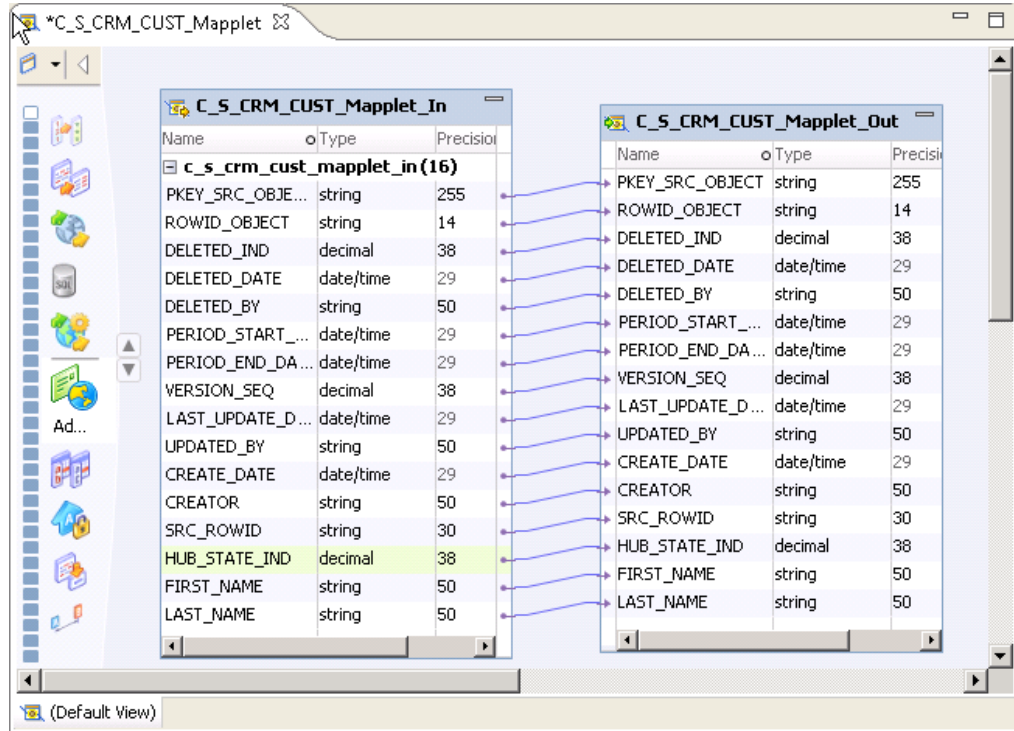 *C_S_CRM_CUST_Mapplet
C_S_CRM_CUST_Mapplet_In
Name Type Precision
c_s_crm_cust_mapplet_in (16)
PKEY_SRC_OBJE... string 255
ROWID_OBJECT string 14
DELETED_IND decimal 38
DELETED_DATE date/time 29
DELETED_BY string 50
PERIOD_START_... date/time 29
PERIOD_END_DA... date/time 29
VERSION_SEQ decimal 38
LAST_UPDATE_D... date/time 29
UPDATED_BY string 50
CREATE_DATE date/time 29
CREATOR string 50
SRC_ROWID string 30
HUB_STATE_IND decimal 38
FIRST_NAME string 50
LAST_NAME string 50
C_S_CRM_CUST_Mapplet_Out
Name Type Precisi
PKEY_SRC_OBJECT string 255
ROWID_OBJECT string 14
DELETED_IND decimal 38
DELETED_DATE date/time 29
DELETED_BY string 50
PERIOD_START_... date/time 29
PERIOD_END_DA... date/time 29
VERSION_SEQ decimal 38
LAST_UPDATE_D... date/time 29
UPDATED_BY string 50
CREATE_DATE date/time 29
CREATOR string 50
SRC_ROWID string 30
HUB_STATE_IND decimal 38
FIRST_NAME string 50
LAST_NAME string 50
SQL
Ad...
(Default View)